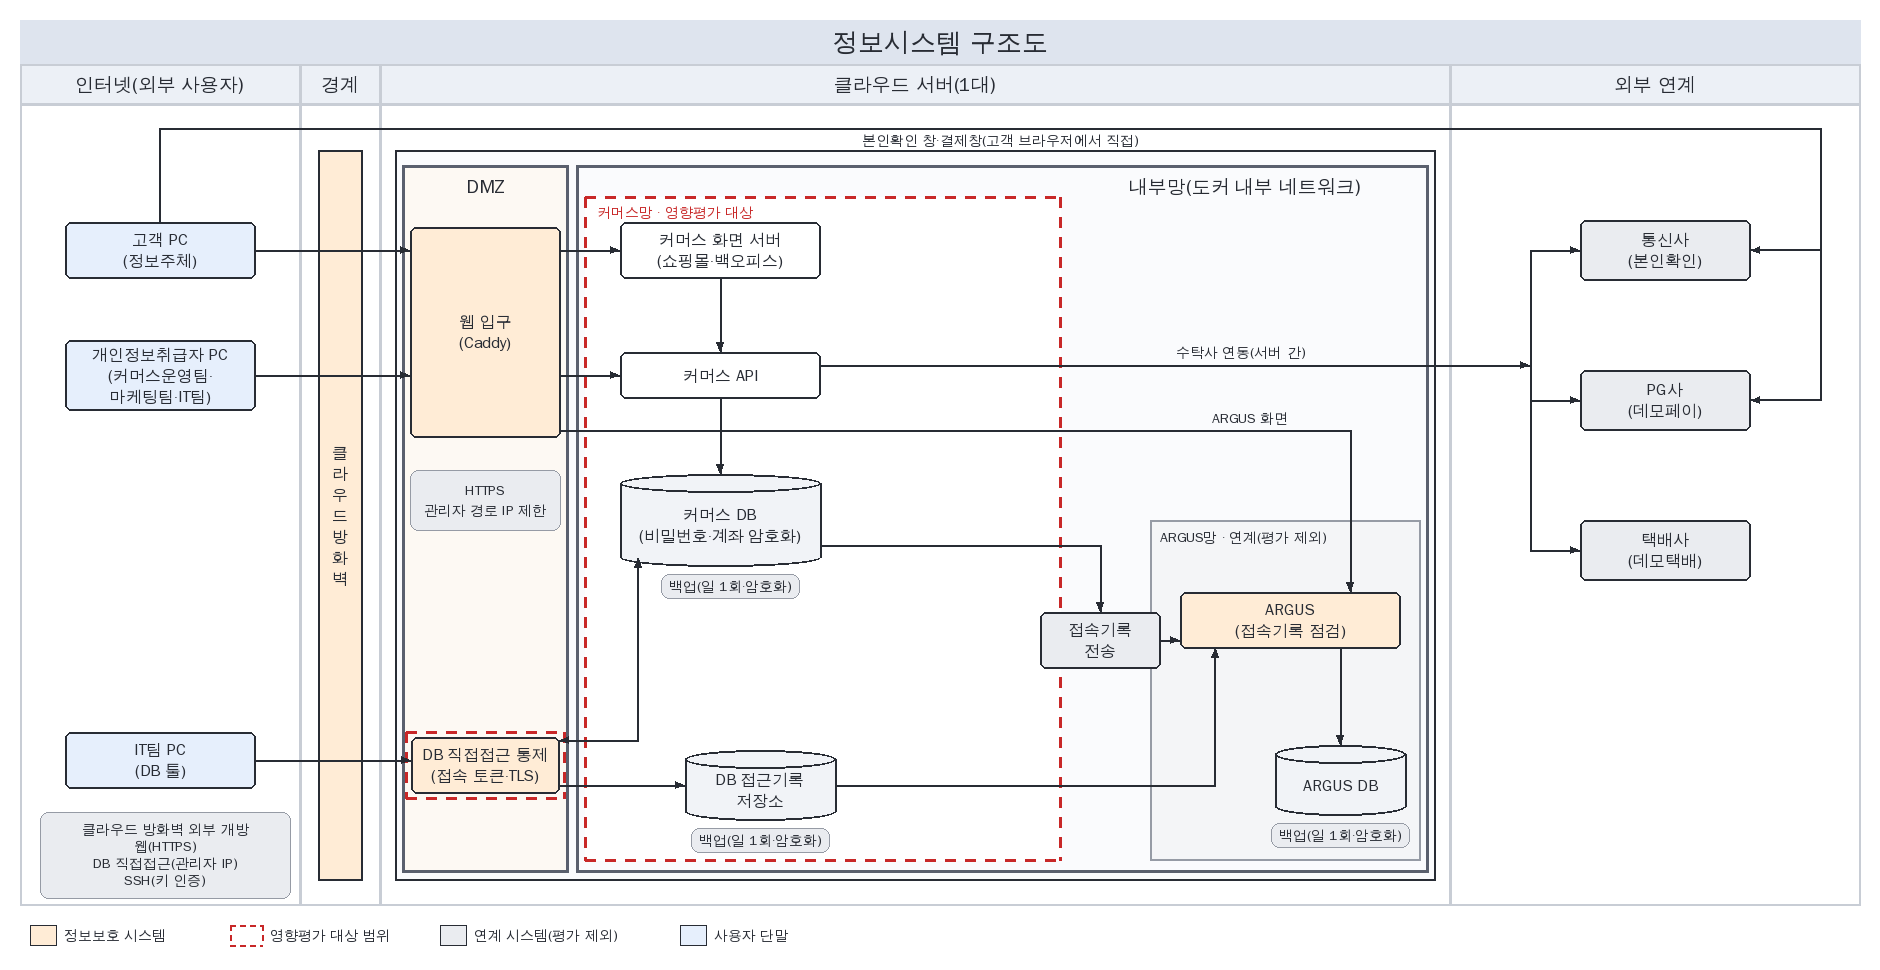 정보시스템 구조도
인터넷(외부 사용자)
경계
클라우드 서버(1대)
외부 연계
본인확인 창·결제창(고객 브라우저에서 직접)
DMZ
내부망(도커 내부 네트워크)
커머스망 · 영향평가 대상
고객 PC
(정보주체)
커머스 화면 서버
(쇼핑몰·백오피스)
통신사
(본인확인)
웹 입구
(Caddy)
개인정보취급자 PC
(커머스운영팀·
마케팅팀·IT팀)
커머스 API
수탁사 연동(서버 간)
PG사
(데모페이)
ARGUS 화면
클
라
우
드
방
화
벽
HTTPS
관리자 경로 IP 제한
커머스 DB
(비밀번호·계좌 암호화)
백업(일 1회·암호화)
ARGUS망 · 연계(평가 제외)
택배사
(데모택배)
접속기록
전송
ARGUS
(접속기록 점검)
IT팀 PC
(DB 툴)
DB 직접접근 통제
(접속 토큰·TLS)
DB 접근기록
저장소
백업(일 1회·암호화)
ARGUS DB
백업(일 1회·암호화)
클라우드 방화벽 외부 개방
웹(HTTPS)
DB 직접접근(관리자 IP)
SSH(키 인증)
정보보호 시스템
영향평가 대상 범위
연계 시스템(평가 제외)
사용자 단말